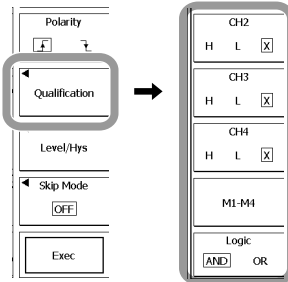 Polarity
Qualification
Level/Hys
Skip Mode
OFF
Exec
CH2
H L X
CH3
H L X
CH4
H L X
M1-M4
Logic
AND OR